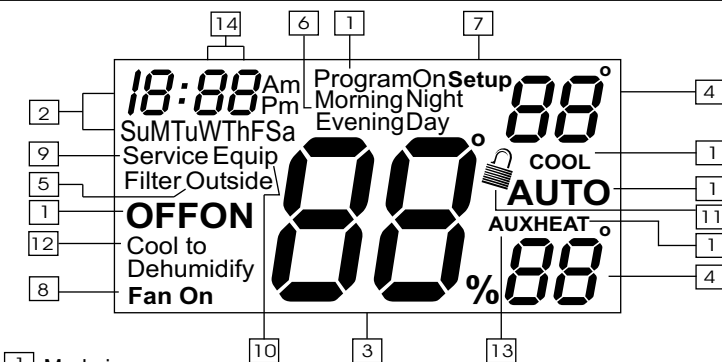 14 6 1 7
18:88 Am Pm ProgramOn Setup 88°
2 Morning Night 4
SuMTuWThFSa Evening Day
9 Service Equip 88° COOL 1
5 Filter Outside AUTO 1
1 OFFON 11
12 Cool to AUXHEAT 1
Dehumidify 88° 4
8 Fan On %
10 3 13